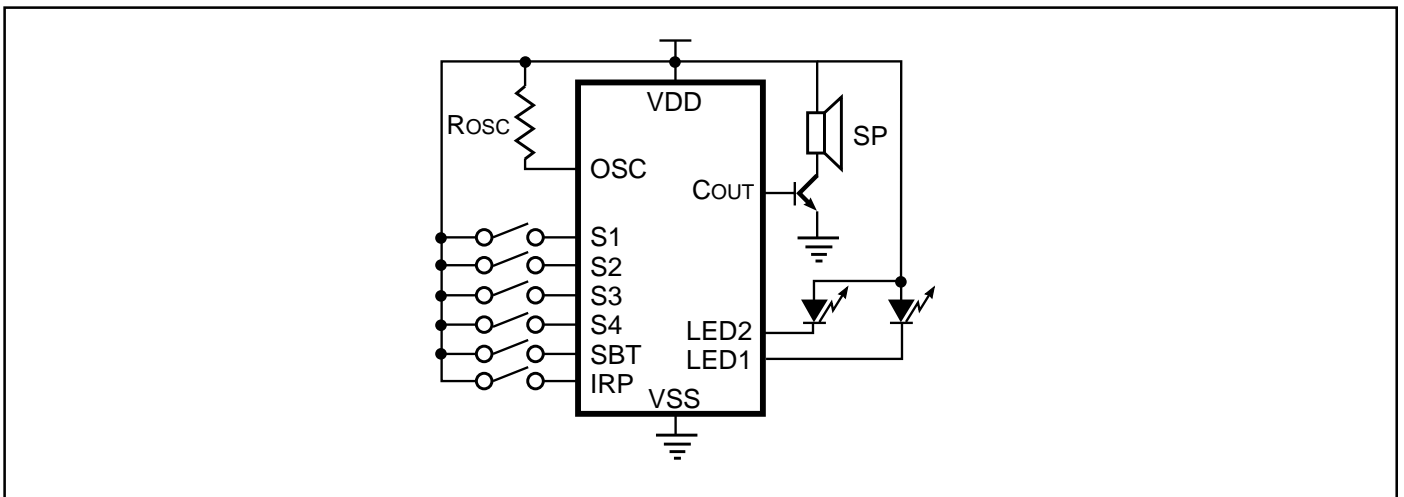 VDD
ROSC
SP
OSC
COUT
S1
S2
S3
S4
LED2
SBT
LED1
IRP
VSS